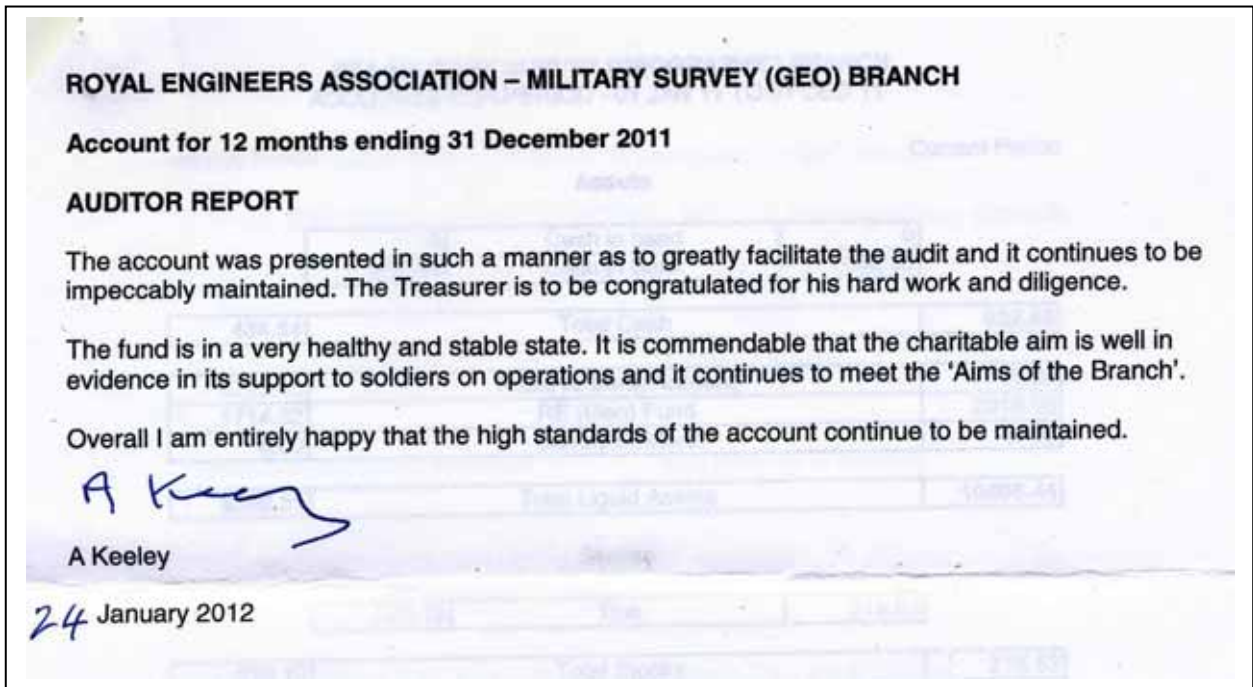 ROYAL ENGINEERS ASSOCIATION – MILITARY SURVEY (GEO) BRANCH
Account for 12 months ending 31 December 2011
AUDITOR REPORT
The account was presented in such a manner as to greatly facilitate the audit and it continues to be
impeccably maintained. The Treasurer is to be congratulated for his hard work and diligence.
The fund is in a very healthy and stable state. It is commendable that the charitable aim is well in
evidence in its support to soldiers on operations and it continues to meet the ‘Aims of the Branch’.
Overall I am entirely happy that the high standards of the account continue to be maintained.
A Keeley
A Keeley
24 January 2012